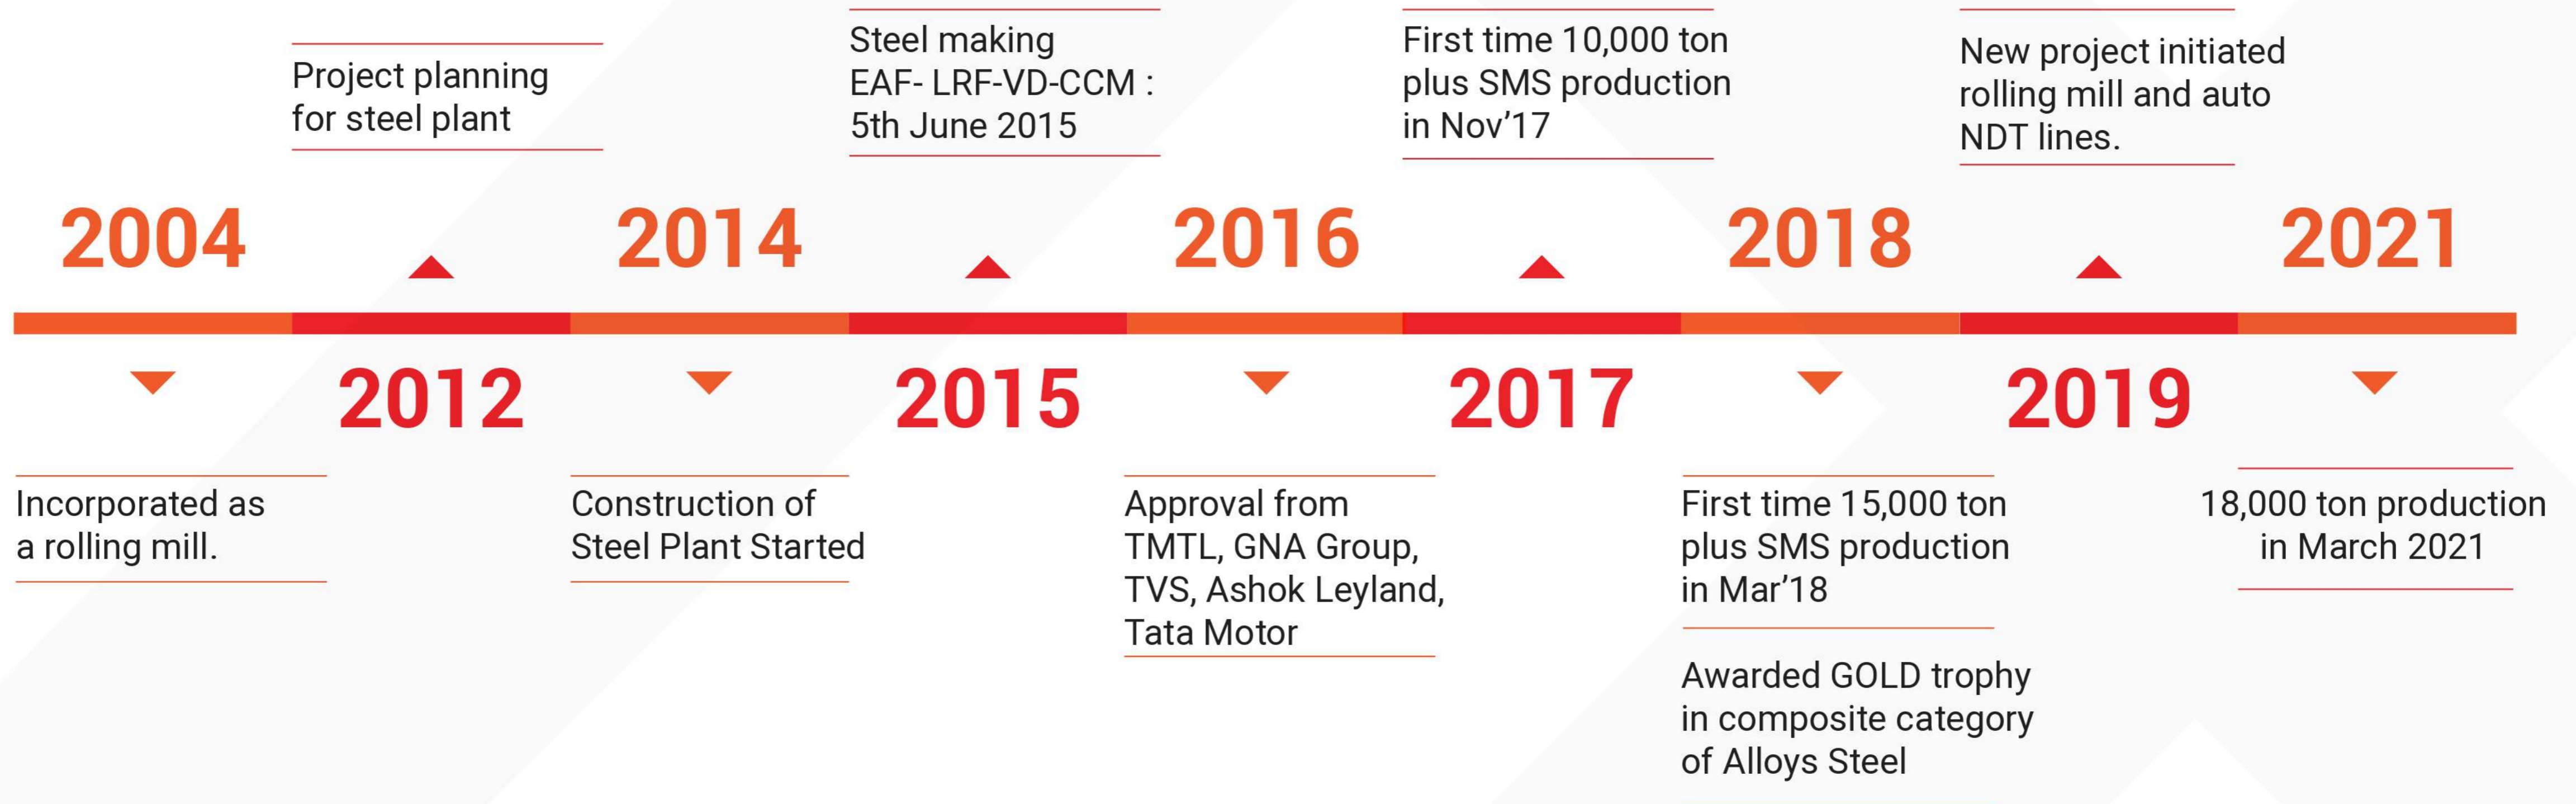 2004
Incorporated as
a rolling mill.
Project planning
for steel plant
2012
2014
Construction of
Steel Plant Started
Steel making
EAF- LRF-VD-CCM :
5th June 2015
2015
2016
Approval from
TMTL, GNA Group,
TVS, Ashok Leyland,
Tata Motor
First time 10,000 ton
plus SMS production
in Nov’17
2017
2018
First time 15,000 ton
plus SMS production
in Mar’18
Awarded GOLD trophy
in composite category
of Alloys Steel
New project initiated
rolling mill and auto
NDT lines.
2019
2021
18,000 ton production
in March 2021